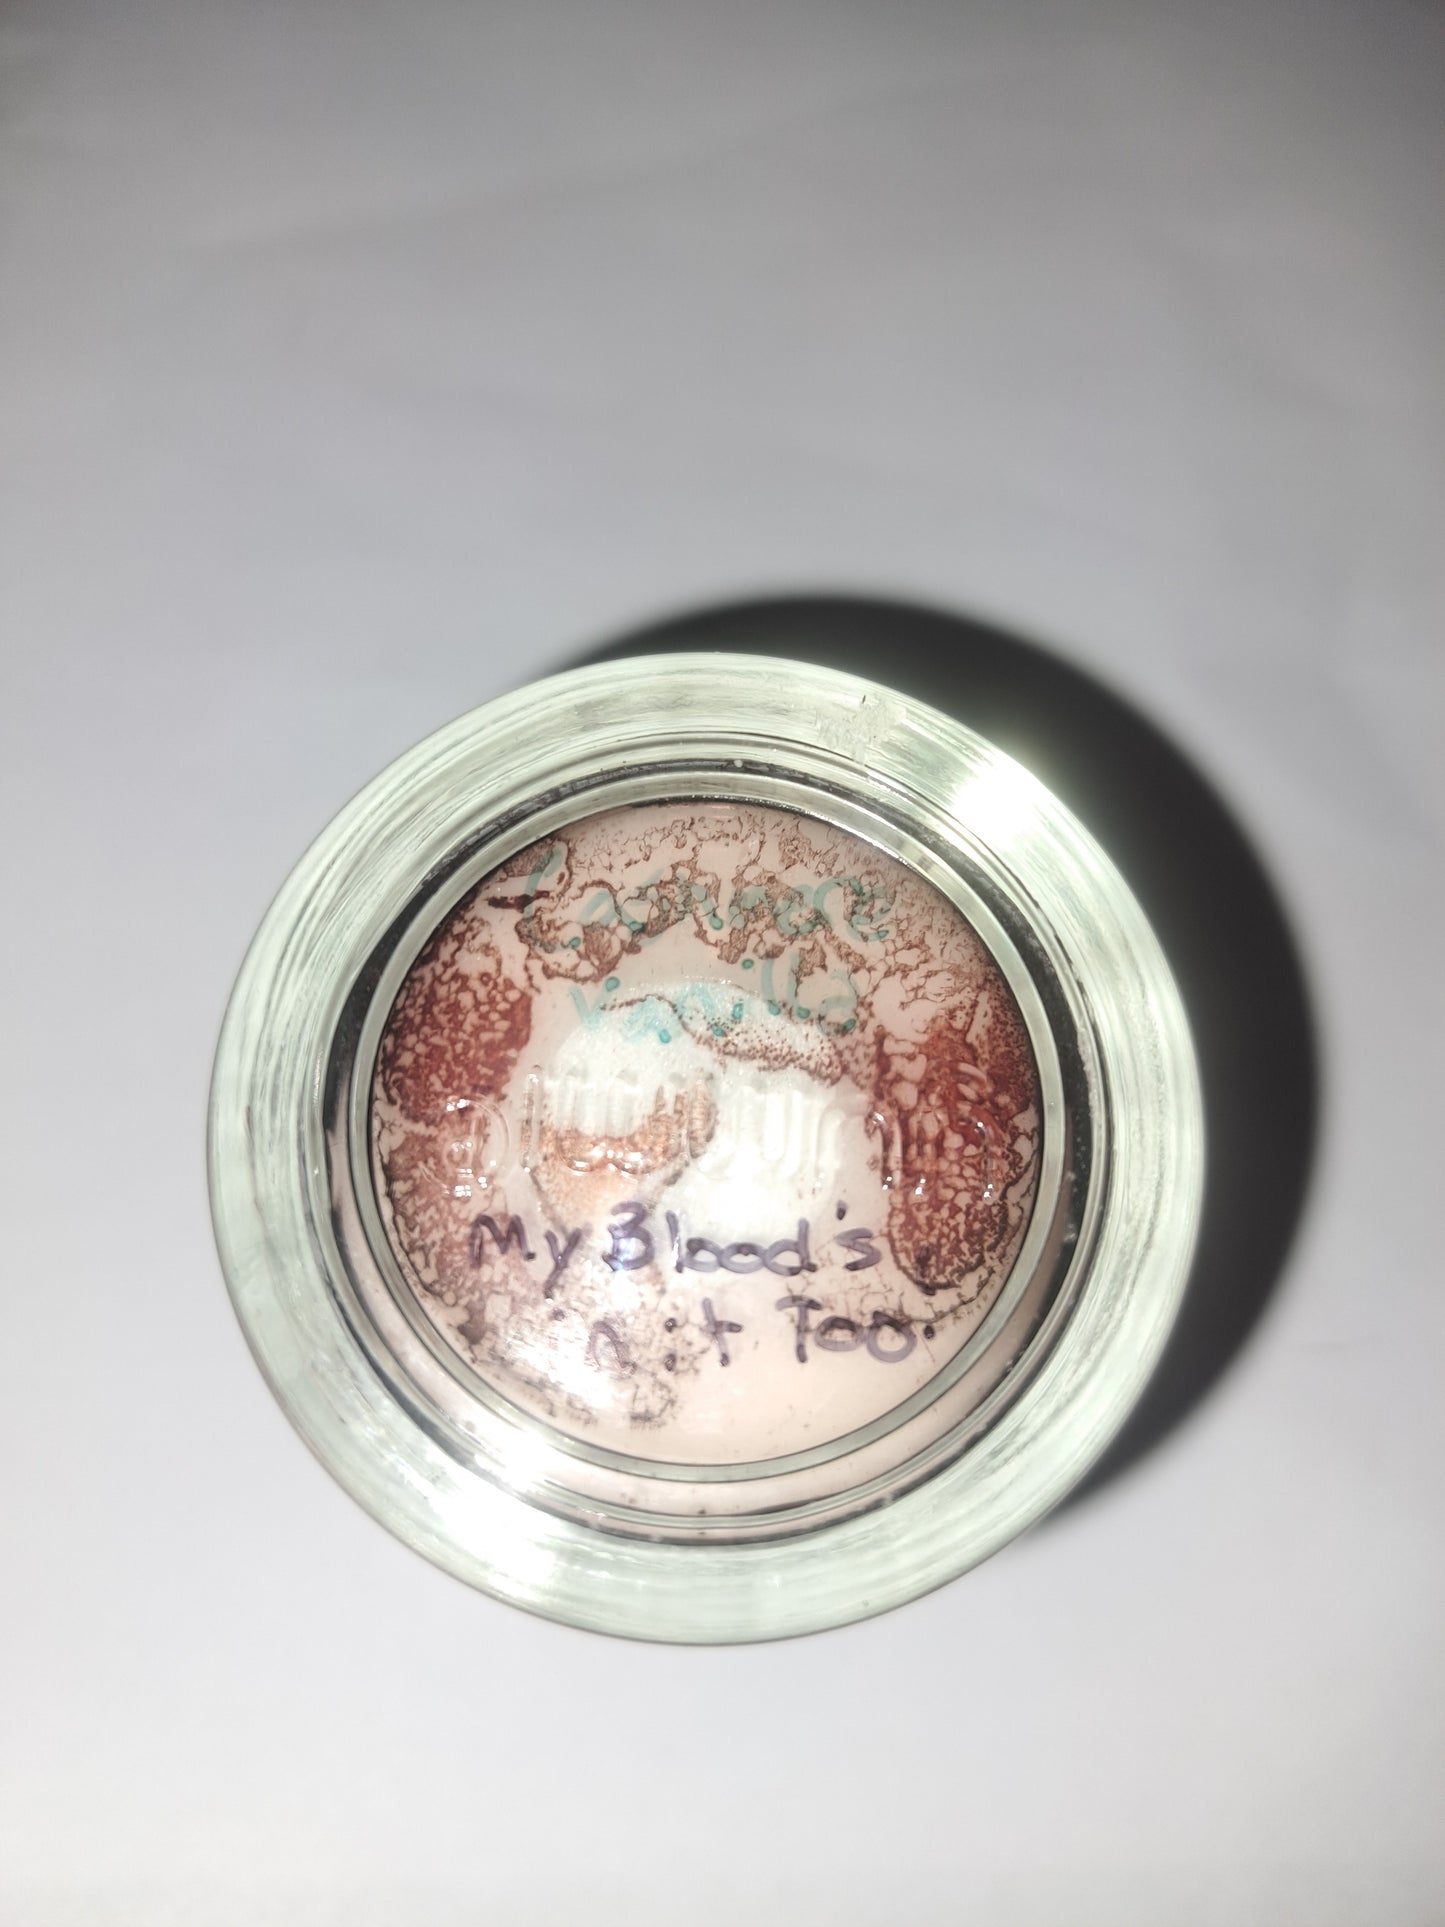 Cashmere
Vanilla
My Blood's
in it Too.